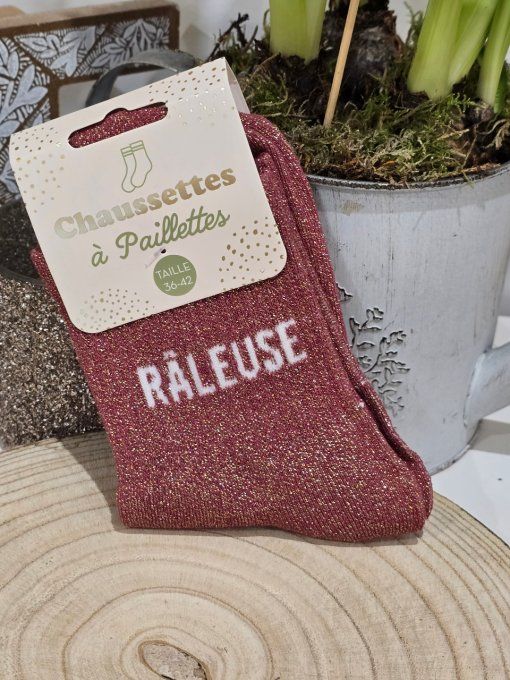 Chaussettes
à Paillettes
TAILLE
36-42
RÂLEUSE